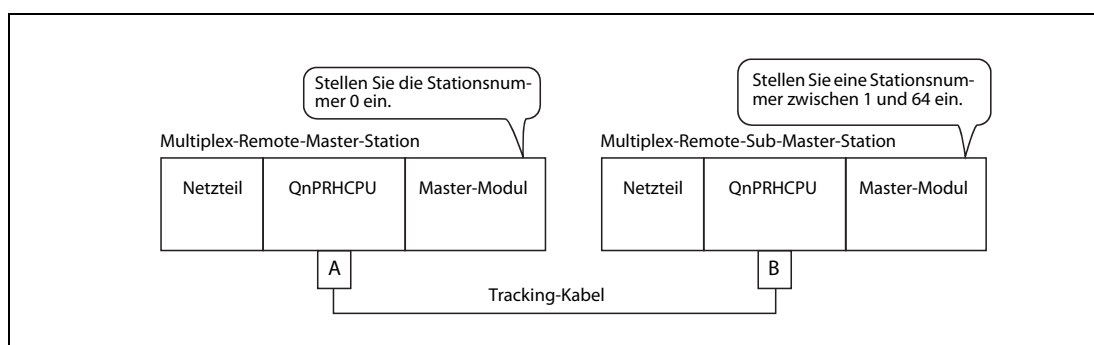 Stellen Sie die Stationsnum-
mer 0 ein.
Stellen Sie eine Stationsnum-
mer zwischen 1 und 64 ein.
Multiplex-Remote-Master-Station
Multiplex-Remote-Sub-Master-Station
Netzteil QnPRHCPU Master-Modul
Netzteil QnPRHCPU Master-Modul
A
B
Tracking-Kabel